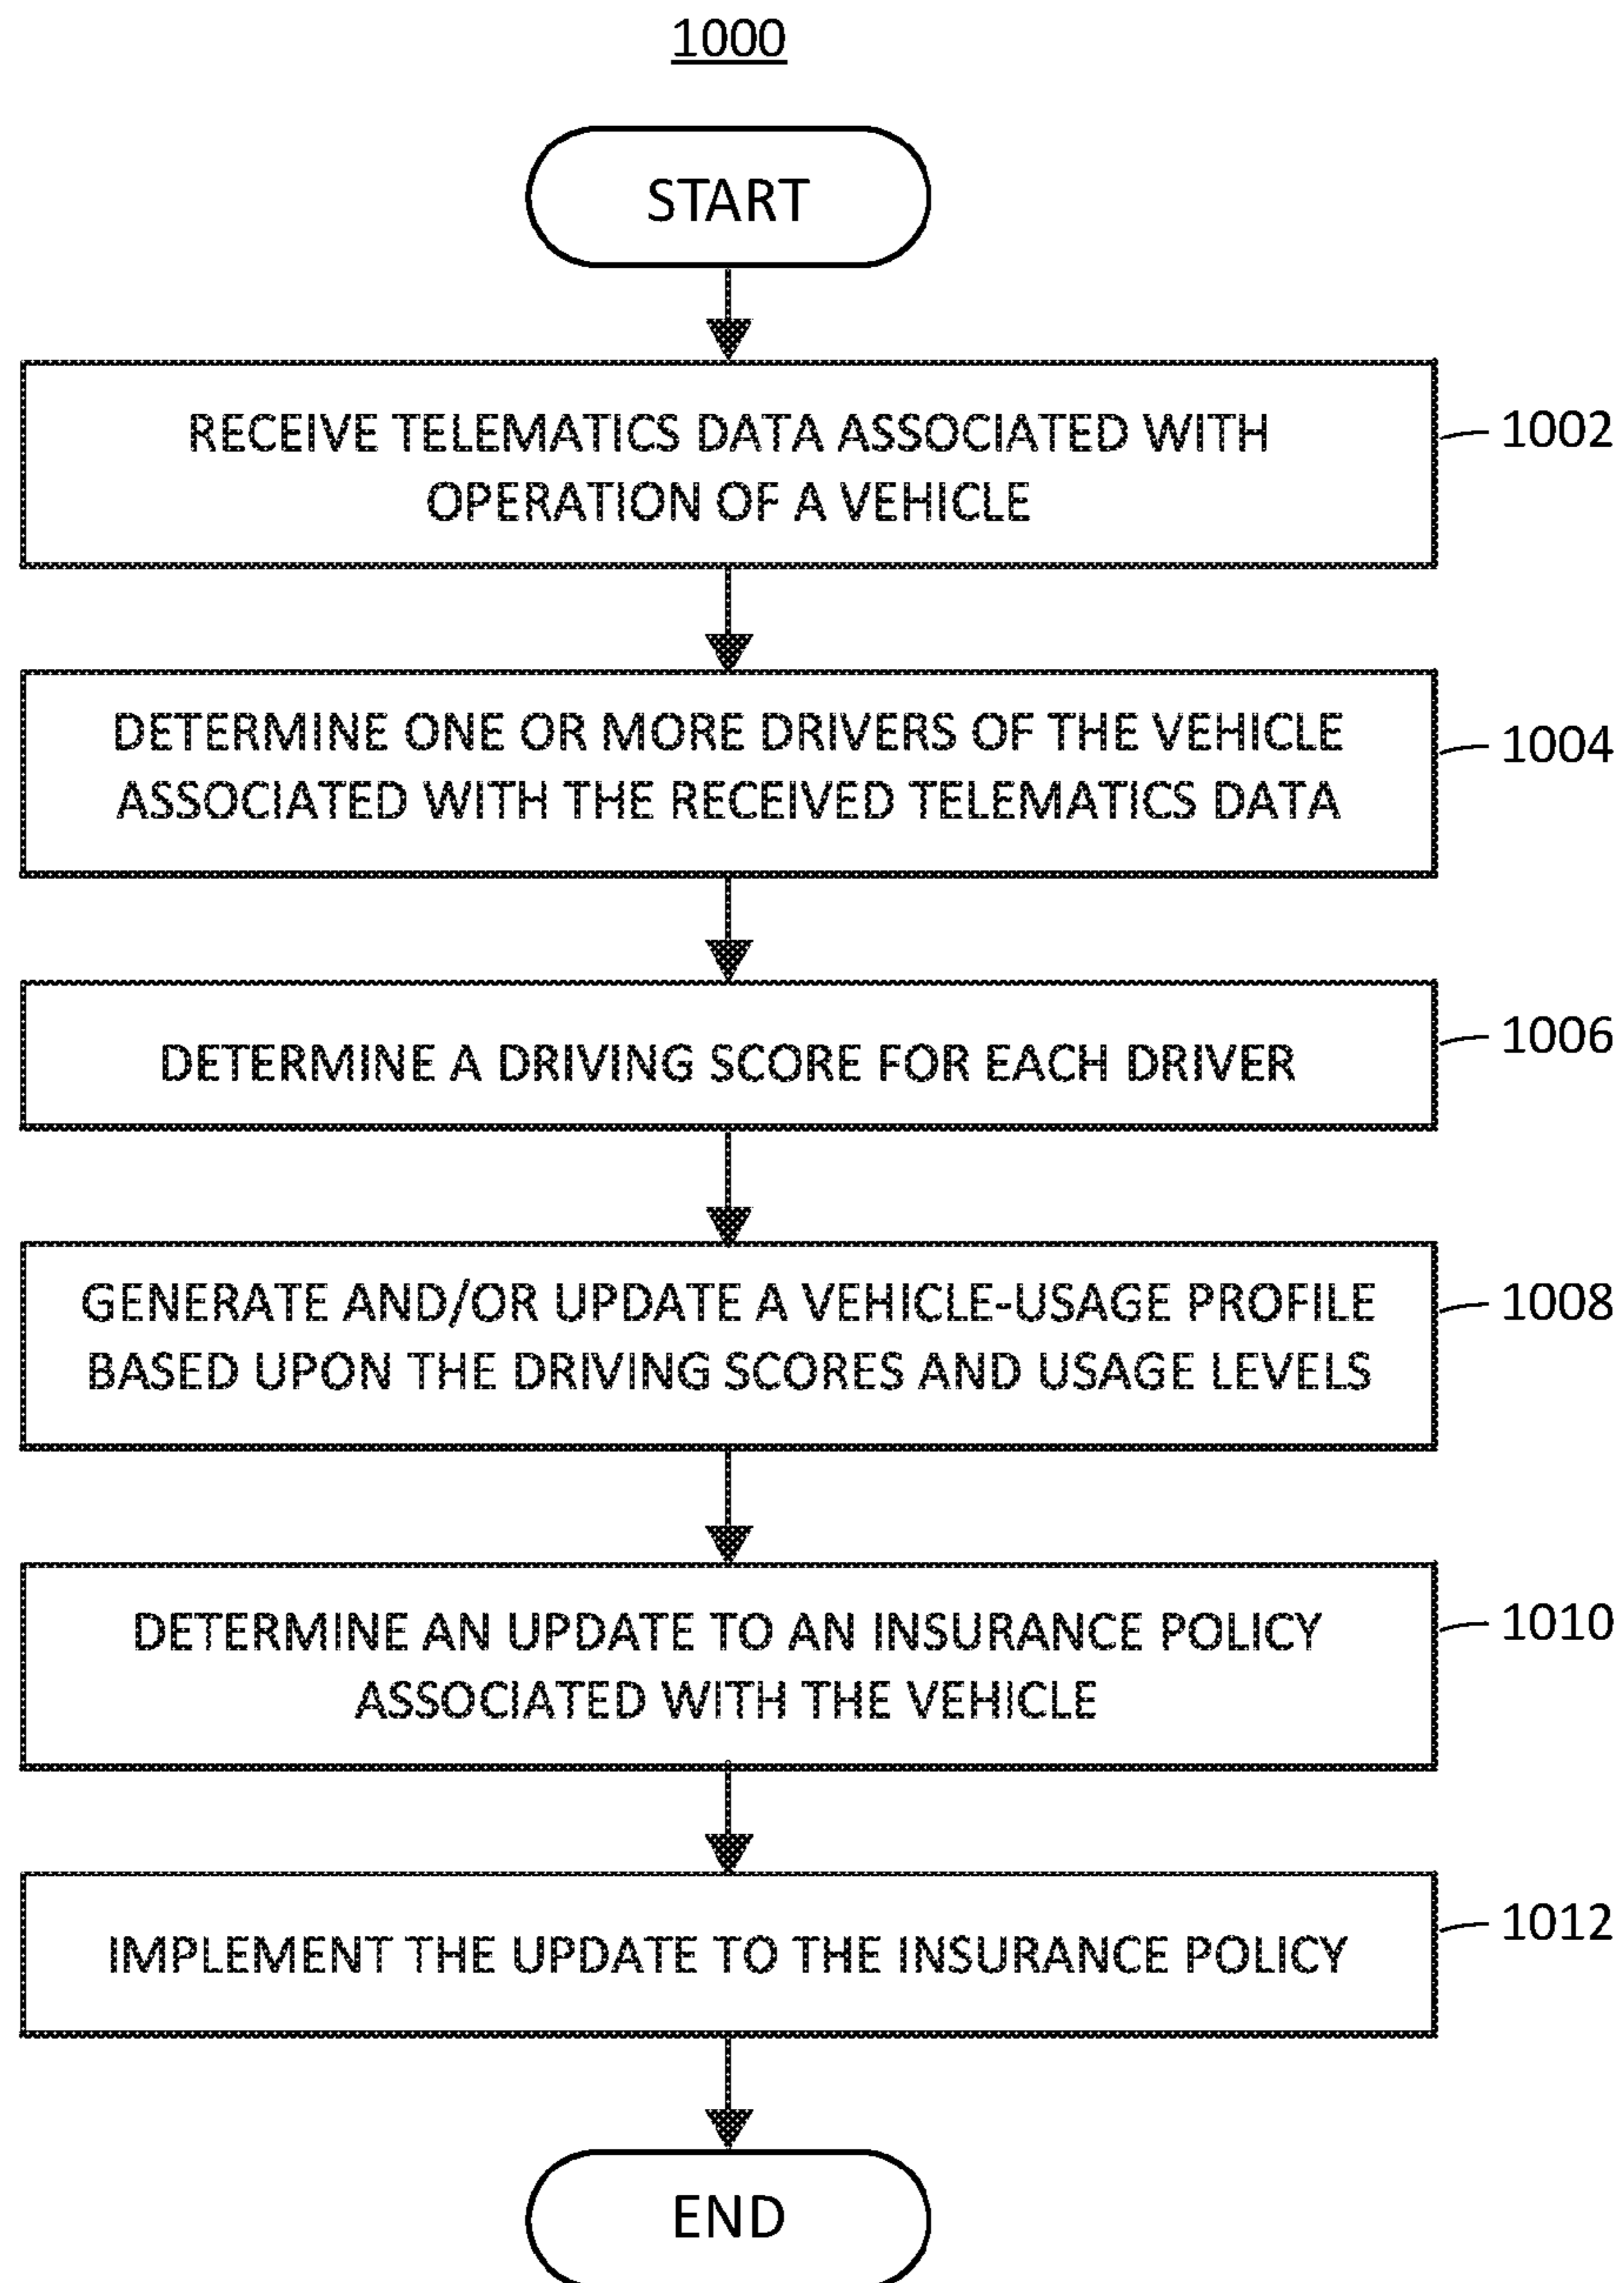 1000
START
RECEIVE TELEMATICS DATA ASSOCIATED WITH
OPERATION OF A VEHICLE
1002
DETERMINE ONE OR MORE DRIVERS OF THE VEHICLE
ASSOCIATED WITH THE RECEIVED TELEMATICS DATA
1004
DETERMINE A DRIVING SCORE FOR EACH DRIVER
1006
GENERATE AND/OR UPDATE A VEHICLE-USAGE PROFILE
BASED UPON THE DRIVING SCORES AND USAGE LEVELS
1008
DETERMINE AN UPDATE TO AN INSURANCE POLICY
ASSOCIATED WITH THE VEHICLE
1010
IMPLEMENT THE UPDATE TO THE INSURANCE POLICY
1012
END